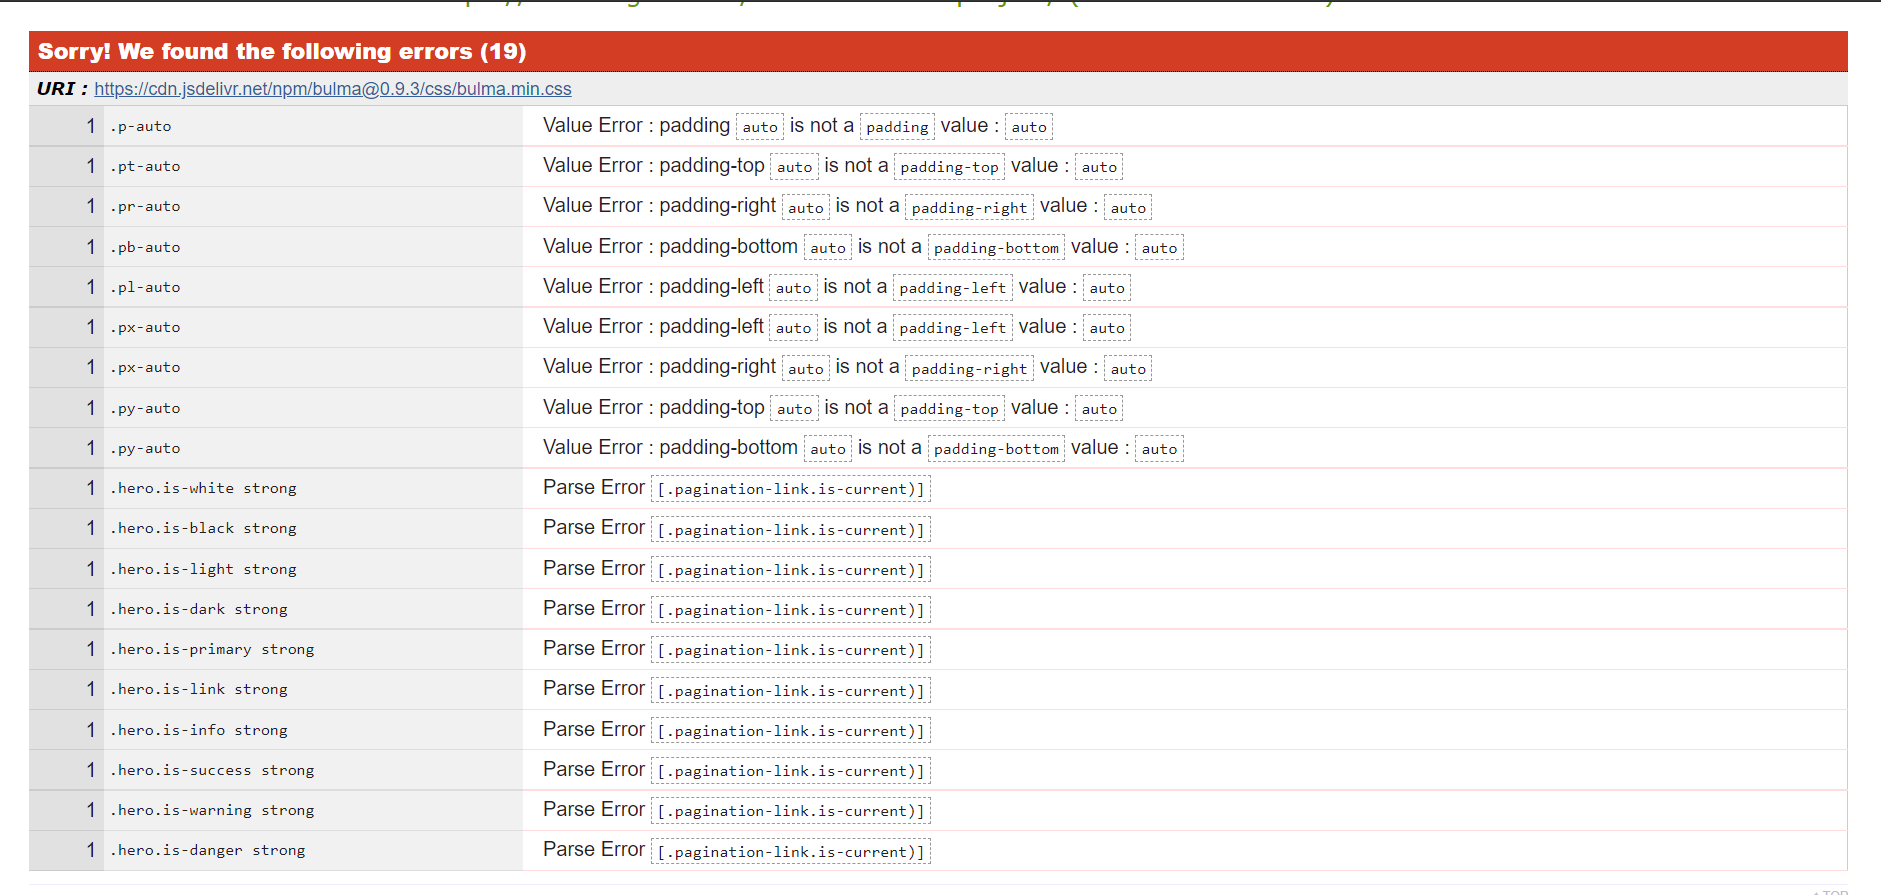 Sorry! We found the following errors (19)
URI : https://cdn.jsdelivr.net/npm/bulma@0.9.3/css/bulma.min.css
1 .p-auto Value Error : padding auto is not a padding value : auto
1 .pt-auto Value Error : padding-top auto is not a padding-top value : auto
1 .pr-auto Value Error : padding-right auto is not a padding-right value : auto
1 .pb-auto Value Error : padding-bottom auto is not a padding-bottom value : auto
1 .pl-auto Value Error : padding-left auto is not a padding-left value : auto
1 .px-auto Value Error : padding-left auto is not a padding-left value : auto
1 .px-auto Value Error : padding-right auto is not a padding-right value : auto
1 .py-auto Value Error : padding-top auto is not a padding-top value : auto
1 .py-auto Value Error : padding-bottom auto is not a padding-bottom value : auto
1 .hero.is-white strong Parse Error [.pagination-link.is-current)]
1 .hero.is-black strong Parse Error [.pagination-link.is-current)]
1 .hero.is-light strong Parse Error [.pagination-link.is-current)]
1 .hero.is-dark strong Parse Error [.pagination-link.is-current)]
1 .hero.is-primary strong Parse Error [.pagination-link.is-current)]
1 .hero.is-link strong Parse Error [.pagination-link.is-current)]
1 .hero.is-info strong Parse Error [.pagination-link.is-current)]
1 .hero.is-success strong Parse Error [.pagination-link.is-current)]
1 .hero.is-warning strong Parse Error [.pagination-link.is-current)]
1 .hero.is-danger strong Parse Error [.pagination-link.is-current)]